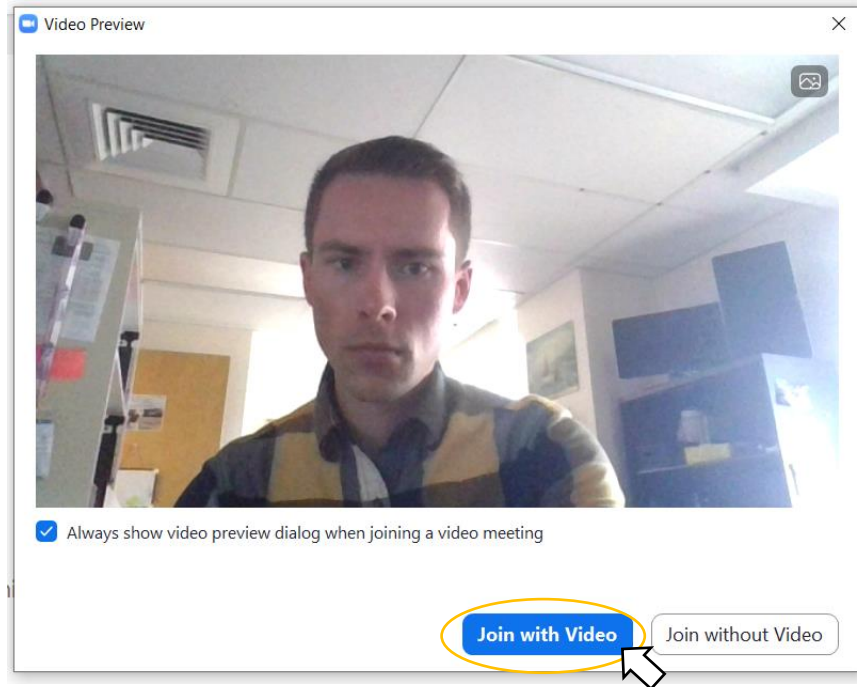 Video Preview
Always show video preview dialog when joining a video meeting
Join with Video
Join without Video